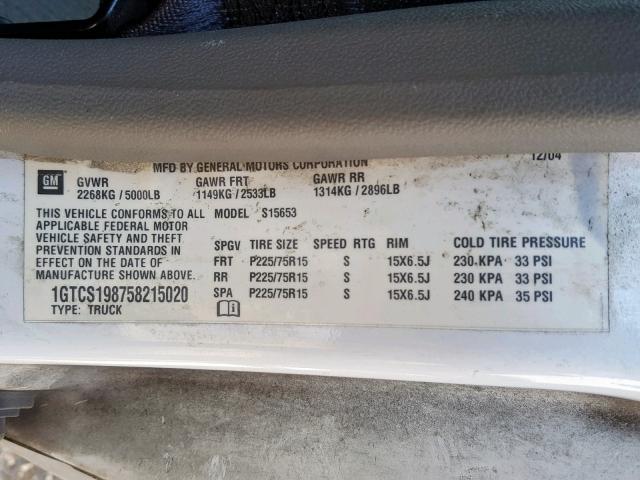 MFD BY GENERAL MOTORS CORPORATION 12/04
GM GVWR GAWR FRT GAWR RR
2268KG / 5000LB 1149KG / 2533LB 1314KG / 2896LB
THIS VEHICLE CONFORMS TO ALL MODEL S15653
APPLICABLE FEDERAL MOTOR
VEHICLE SAFETY AND THEFT
PREVENTION STANDARDS IN
EFFECT ON THE DATE OF
MANUFACTURE SHOWN ABOVE.
1GTCS198758215020
TYPE: TRUCK
SPGV TIRE SIZE SPEED RTG RIM COLD TIRE PRESSURE
FRT P225/75R15 S 15X6.5J 230 KPA 33 PSI
RR P225/75R15 S 15X6.5J 230 KPA 33 PSI
SPA P225/75R15 S 15X6.5J 240 KPA 35 PSI